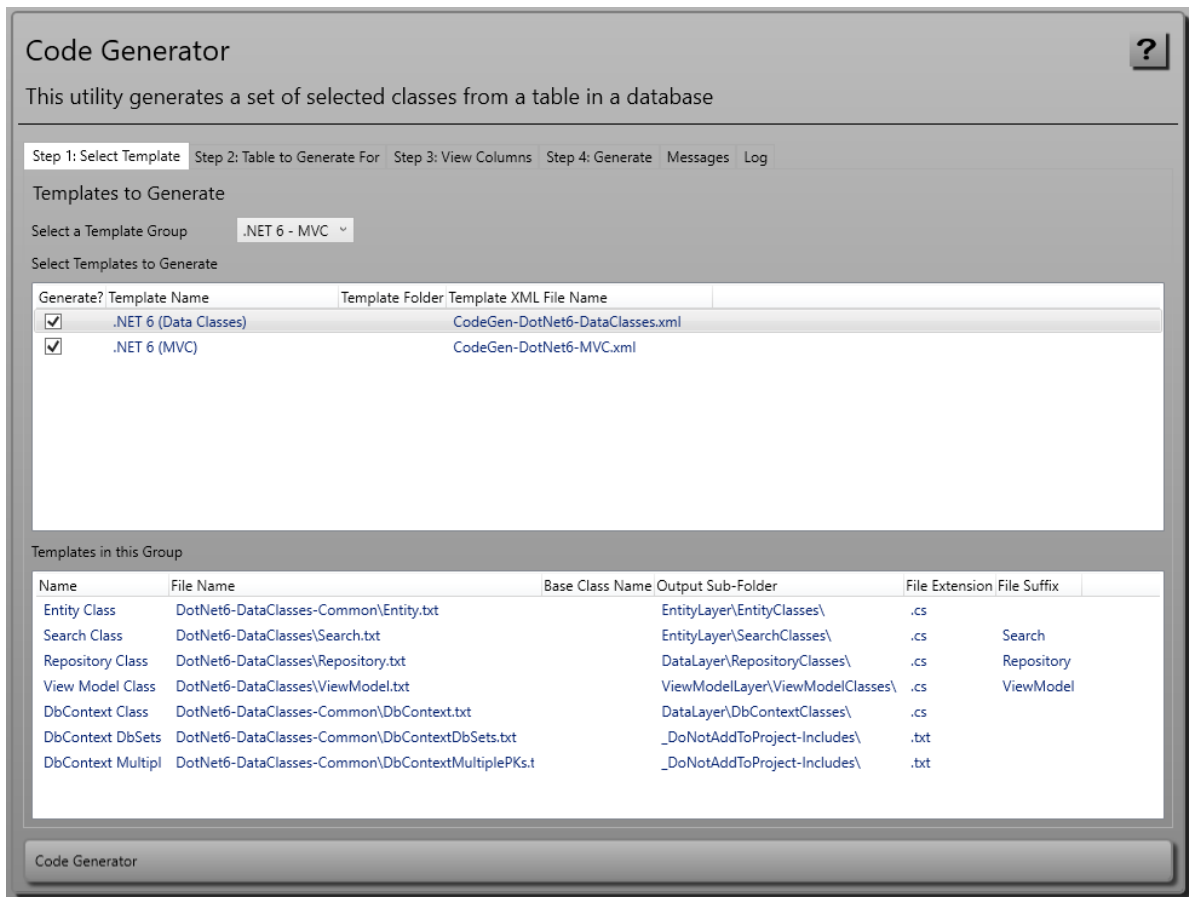 Code Generator
?
This utility generates a set of selected classes from a table in a database
Step 1: Select Template Step 2: Table to Generate For Step 3: View Columns Step 4: Generate Messages Log
Templates to Generate
Select a Template Group .NET 6 - MVC
Select Templates to Generate
Generate? Template Name Template Folder Template XML File Name
.NET 6 (Data Classes) CodeGen-DotNet6-DataClasses.xml
.NET 6 (MVC) CodeGen-DotNet6-MVC.xml
Templates in this Group
Name File Name Base Class Name Output Sub-Folder File Extension File Suffix
Entity Class DotNet6-DataClasses-Common\Entity.txt EntityLayer\EntityClasses\ .cs
Search Class DotNet6-DataClasses\Search.txt EntityLayer\SearchClasses\ .cs Search
Repository Class DotNet6-DataClasses\Repository.txt DataLayer\RepositoryClasses\ .cs Repository
View Model Class DotNet6-DataClasses\ViewModel.txt ViewModelLayer\ViewModelClasses\ .cs ViewModel
DbContext Class DotNet6-DataClasses-Common\DbContext.txt DataLayer\DbContextClasses\ .cs
DbContext DbSets DotNet6-DataClasses-Common\DbContextDbSets.txt _DoNotAddToProject-Includes\ .txt
DbContext Multipl DotNet6-DataClasses-Common\DbContextMultiplePKs.t _DoNotAddToProject-Includes\ .txt
Code Generator